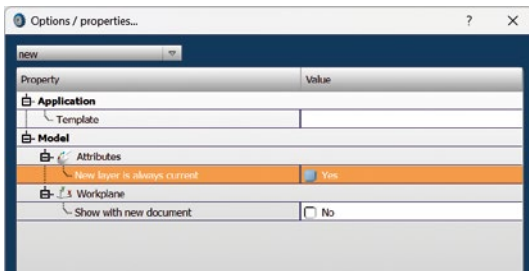 Options / properties...
new
Property Value
Application
Template
Model
Attributes
New layer is always current Yes
Workplane
Show with new document No